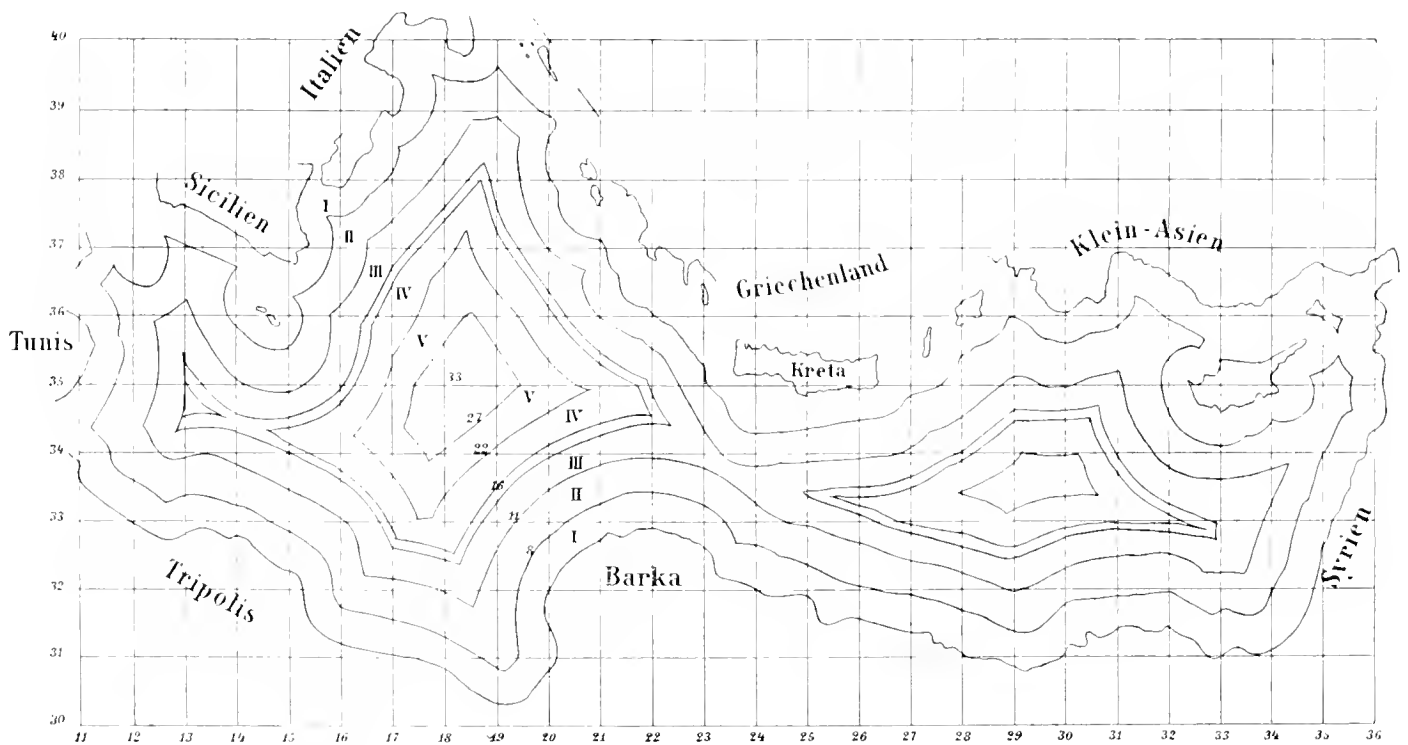 40
Italien
39
38
Sicilien
I
37
II
Klein-Asien
III
Griechenland
IV
36
Tunis
V
Kreta
33
35
V
IV
27
34
22
III
16
II
33
11
I
8
Tripolis
Barka
Syrien
32
31
30
11 12 13 14 15 16 17 18 19 20 21 22 23 24 25 26 27 28 29 30 31 32 33 34 35 36